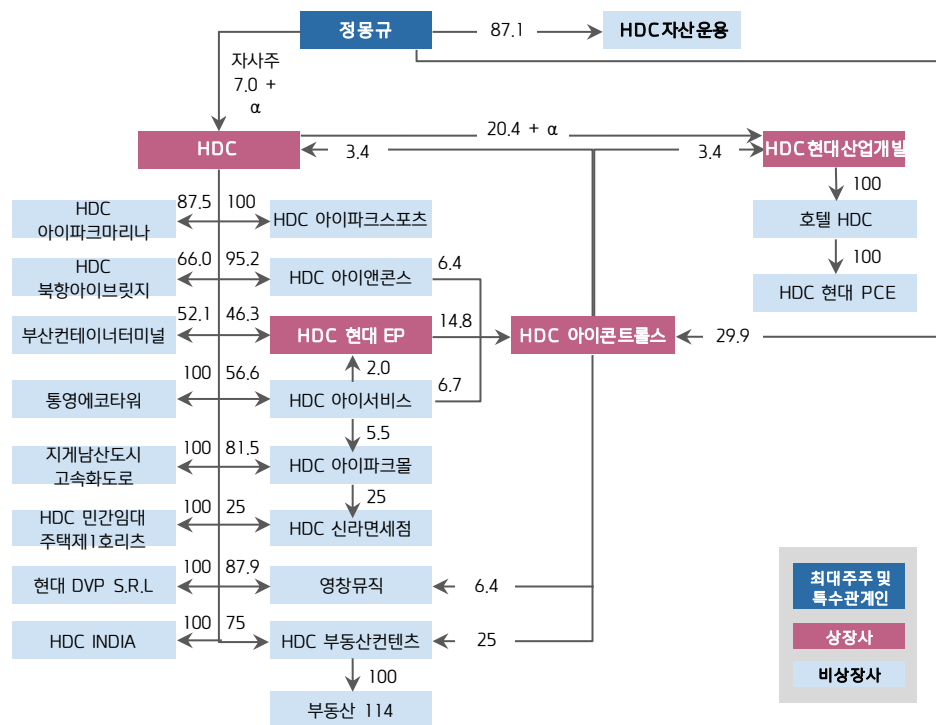 정몽규
87.1
HDC자산운용
자사주
7.0 +
α
20.4 + α
HDC
3.4
3.4
HDC현대산업개발
100
호텔 HDC
100
HDC 현대 PCE
HDC
아이파크마리나
87.5
100
HDC 아이파크스포츠
HDC
북항아이브릿지
66.0
95.2
HDC 아이앤콘스
6.4
부산컨테이너터미널
52.1
46.3
HDC 현대 EP
14.8
HDC 아이콘트롤스
29.9
2.0
통영에코타워
100
56.6
HDC 아이서비스
6.7
5.5
지게남산도시
고속화도로
100
81.5
HDC 아이파크몰
25
HDC 민간임대
주택제1호리츠
100
25
HDC 신라면세점
현대 DVP S.R.L
100
87.9
영창뮤직
6.4
HDC INDIA
100
75
HDC 부동산컨텐츠
25
100
부동산 114
최대주주 및
특수관계인
상장사
비상장사